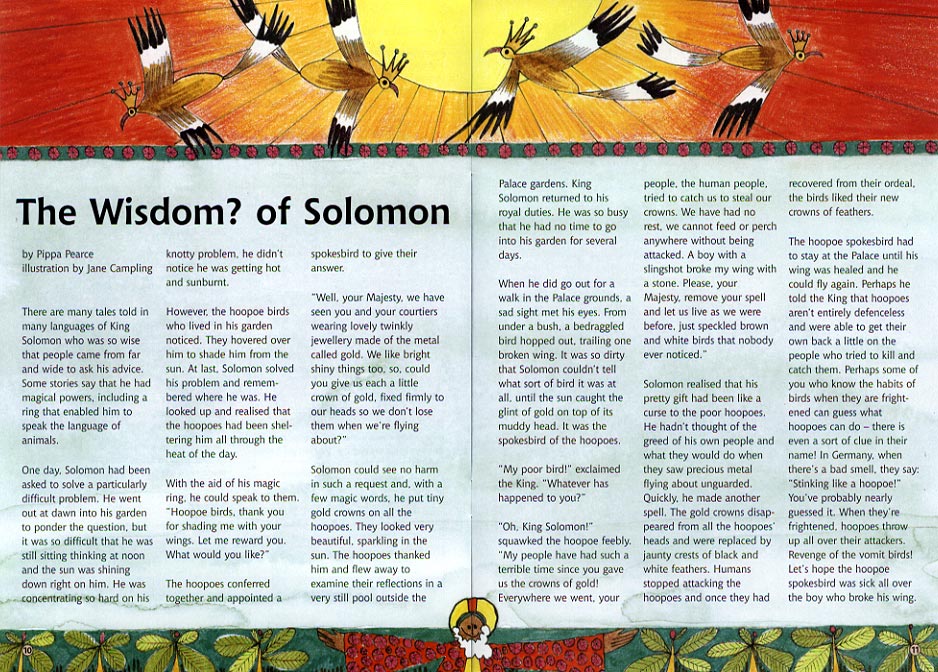 The Wisdom? of Solomon
by Pippa Pearce
illustration by Jane Campling
There are many tales told in
many languages of King
Solomon who was so wise
that people came from far
and wide to ask his advice.
Some stories say that he had
magical powers, including a
ring that enabled him to
speak the language of
animals.
One day, Solomon had been
asked to solve a particularly
difficult problem. He went
out at dawn into his garden
to ponder the question, but
it was so difficult that he was
still sitting thinking at noon
and the sun was shining
down right on him. He was
concentrating so hard on his
knotty problem, he didn't
notice he was getting hot
and sunburnt.
However, the hoopoe birds
who lived in his garden
noticed. They hovered over
him to shade him from the
sun. At last, Solomon solved
his problem and remem-
bered where he was. He
looked up and realised that
the hoopoes had been shel-
tering him all through the
heat of the day.
With the aid of his magic
ring, he could speak to them.
"Hoopoe birds, thank you
for shading me with your
wings. Let me reward you.
What would you like?"
The hoopoes conferred
together and appointed a
spokesbird to give their
answer.
"Well, your Majesty, we have
seen you and your courtiers
wearing lovely twinkly
jewellery made of the metal
called gold. We like bright
shiny things too, so, could
you give us each a little
crown of gold, fixed firmly to
our heads so we don't lose
them when we're flying
about?"
Solomon could see no harm
in such a request and, with a
few magic words, he put tiny
gold crowns on all the
hoopoes. They looked very
beautiful, sparkling in the
sun. The hoopoes thanked
him and flew away to
examine their reflections in a
very still pool outside the
Palace gardens. King
Solomon returned to his
royal duties. He was so busy
that he had no time to go
into his garden for several
days.
When he did go out for a
walk in the Palace grounds, a
sad sight met his eyes. From
under a bush, a bedraggled
bird hopped out, trailing one
broken wing. It was so dirty
that Solomon couldn't tell
what sort of bird it was at
all, until the sun caught the
glint of gold on top of its
muddy head. It was the
spokesbird of the hoopoes.
"My poor bird!" exclaimed
the King. "Whatever has
happened to you?"
"Oh, King Solomon!"
squawked the hoopoe feebly.
"My people have had such a
terrible time since you gave
us the crowns of gold!
Everywhere we went, your
people, the human people,
tried to catch us to steal our
crowns. We have had no
rest, we cannot feed or perch
anywhere without being
attacked. A boy with a
slingshot broke my wing with
a stone. Please, your
Majesty, remove your spell
and let us live as we were
before, just speckled brown
and white birds that nobody
ever noticed."
Solomon realised that his
pretty gift had been like a
curse to the poor hoopoes.
He hadn't thought of the
greed of his own people and
what they would do when
they saw precious metal
flying about unguarded.
Quickly, he made another
spell. The gold crowns disap-
peared from all the hoopoes'
heads and were replaced by
jaunty crests of black and
white feathers. Humans
stopped attacking the
hoopoes and once they had
recovered from their ordeal,
the birds liked their new
crowns of feathers.
The hoopoe spokesbird had
to stay at the Palace until his
wing was healed and he
could fly again. Perhaps he
told the King that hoopoes
aren't entirely defenceless
and were able to get their
own back a little on the
people who tried to kill and
catch them. Perhaps some of
you who know the habits of
birds when they are fright-
ened can guess what
hoopoes can do – there is
even a sort of clue in their
name! In Germany, when
there's a bad smell, they say:
"Stinking like a hoopoe!"
You've probably nearly
guessed it. When they're
frightened, hoopoes throw
up all over their attackers.
Revenge of the vomit birds!
Let's hope the hoopoe
spokesbird was sick all over
the boy who broke his wing.
10
11